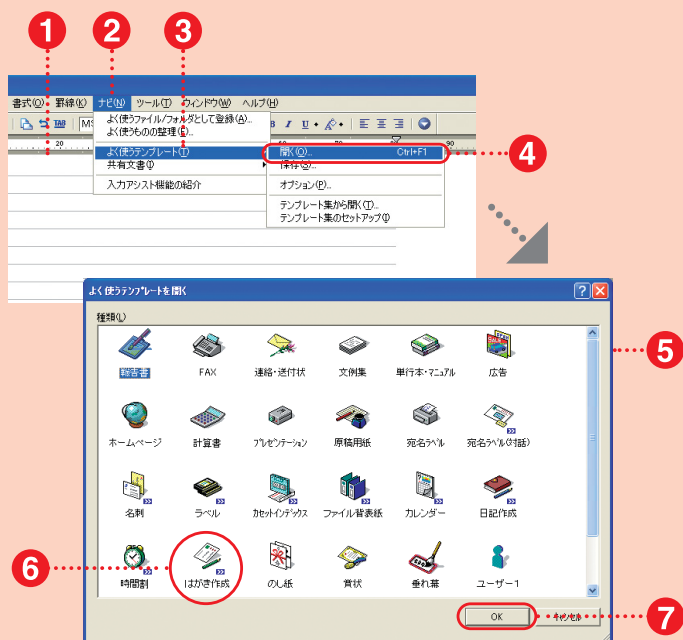 1 2 3
書式(O) 罫線(K) ナビ(N) ツール(T) ウィンドウ(W) ヘルプ(H)
TAB MS B I U
よく使うファイル/フォルダとして登録(A)...
よく使うものの整理(E)...
20 90
よく使うテンプレート(T)
共有文書(I)
入力アシスト機能の紹介
開く(O)... Ctrl+F1
4
保存(S)...
オプション(P)...
テンプレート集から開く(T)...
テンプレート集のセットアップ(I)
よく使うテンプレートを開く
種類(L)
5
報告書 FAX 連絡・送付状 文例集 単行本・マニュアル 広告
ホームページ 計算書 プレゼンテーション 原稿用紙 宛名ラベル 宛名ラベル(対話)
名刺 ラベル カセットインデックス ファイル背表紙 カレンダー 日記作成
6
時間割 はがき作成 のし紙 賞状 垂れ幕 ユーザー1
OK キャンセル
7